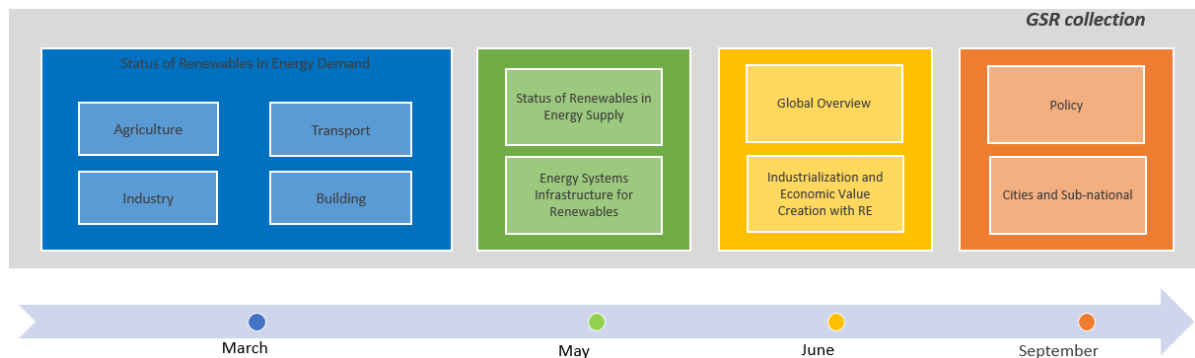 GSR collection
Status of Renewables in Energy Demand
Agriculture
Transport
Industry
Building
Status of Renewables in
Energy Supply
Energy Systems
Infrastructure for
Renewables
Global Overview
Industrialization and
Economic Value
Creation with RE
Policy
Cities and Sub-national
March
May
June
September